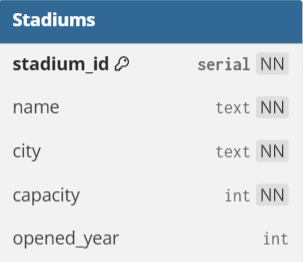 Stadiums
stadium_id serial NN
name text NN
city text NN
capacity int NN
opened_year int